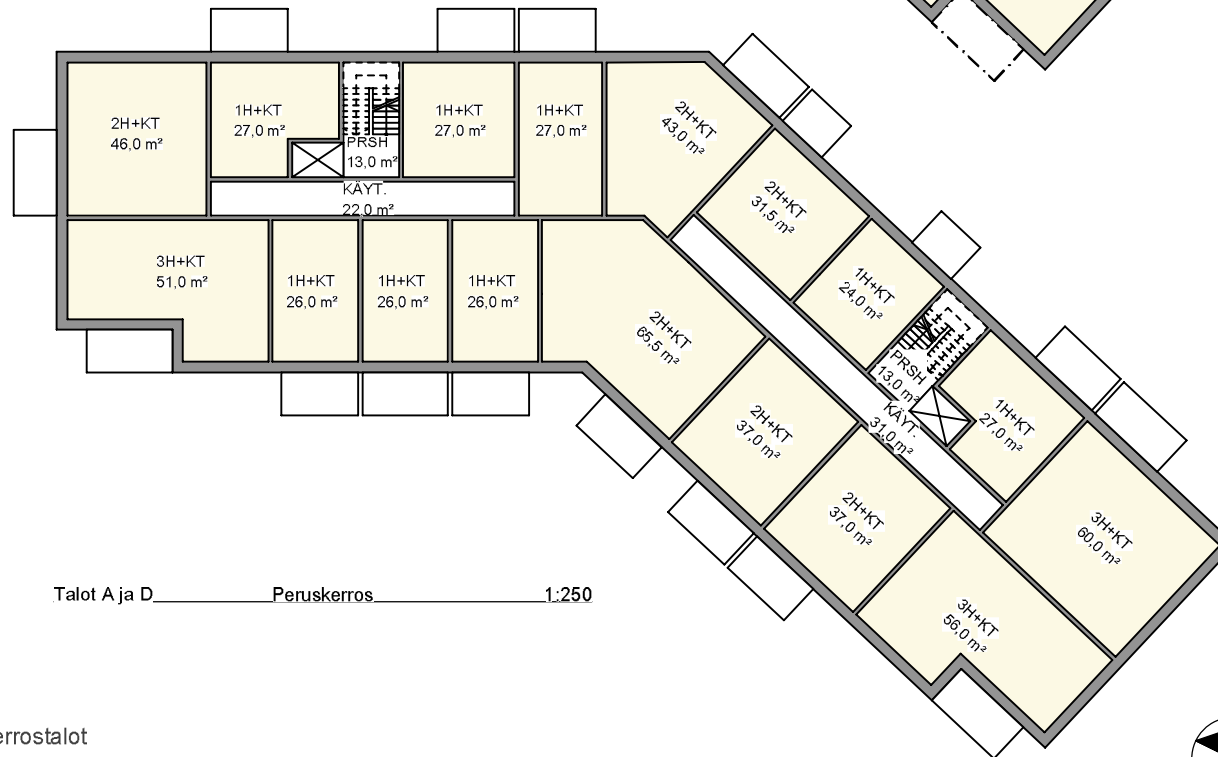 2H+KT
46,0 m²
1H+KT
27,0 m²
PRSH
13,0 m²
1H+KT
27,0 m²
1H+KT
27,0 m²
2H+KT
43,0 m²
KÄYT.
22,0 m²
2H+KT
31,5 m²
3H+KT
51,0 m²
1H+KT
26,0 m²
1H+KT
26,0 m²
1H+KT
26,0 m²
1H+KT
24,0 m²
2H+KT
65,5 m²
PRSH
13,0 m²
KÄYT.
31,0 m²
1H+KT
27,0 m²
2H+KT
37,0 m²
2H+KT
37,0 m²
3H+KT
60,0 m²
3H+KT
56,0 m²
Talot A ja D Peruskerros 1:250
errostalot